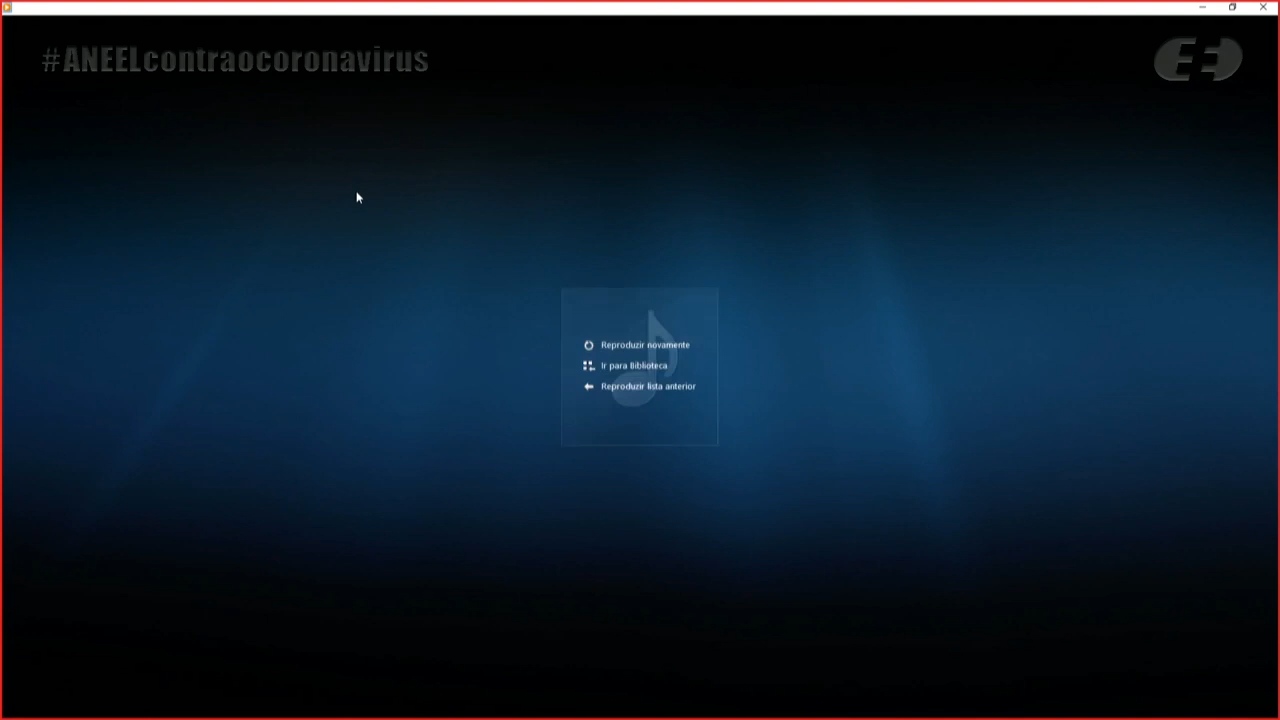 #ANEELcontraocoronavirus
Reproduzir novamente
Ir para Biblioteca
Reproduzir lista anterior